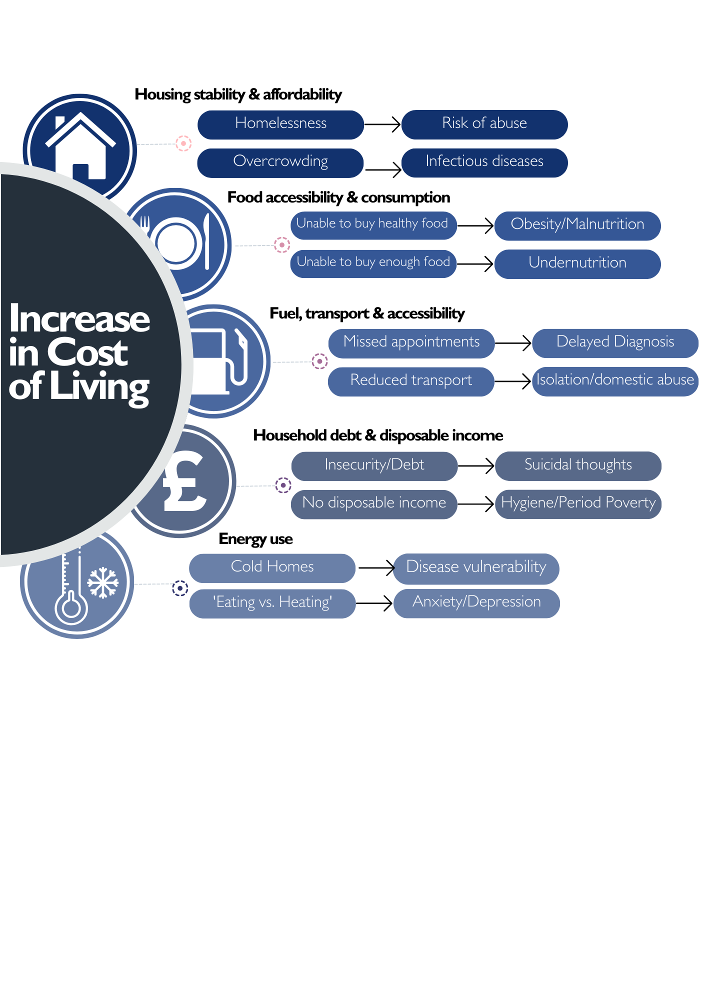 Housing stability & affordability
Homelessness
Risk of abuse
Overcrowding
Infectious diseases
Food accessibility & consumption
Unable to buy healthy food
Obesity/Malnutrition
Unable to buy enough food
Undernutrition
Increase
in Cost
of Living
Fuel, transport & accessibility
Missed appointments
Delayed Diagnosis
Reduced transport
Isolation/domestic abuse
Household debt & disposable income
£
Insecurity/Debt
Suicidal thoughts
No disposable income
Hygiene/Period Poverty
Energy use
Cold Homes
Disease vulnerability
'Eating vs. Heating'
Anxiety/Depression